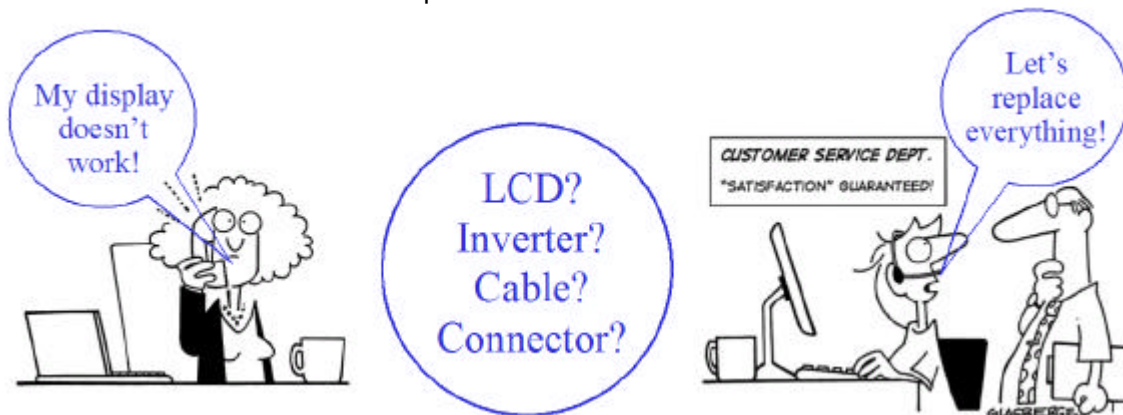 My display
doesn't
work!
LCD?
Inverter?
Cable?
Connector?
CUSTOMER SERVICE DEPT.
"SATISFACTION" GUARANTEED!
Let's
replace
everything!